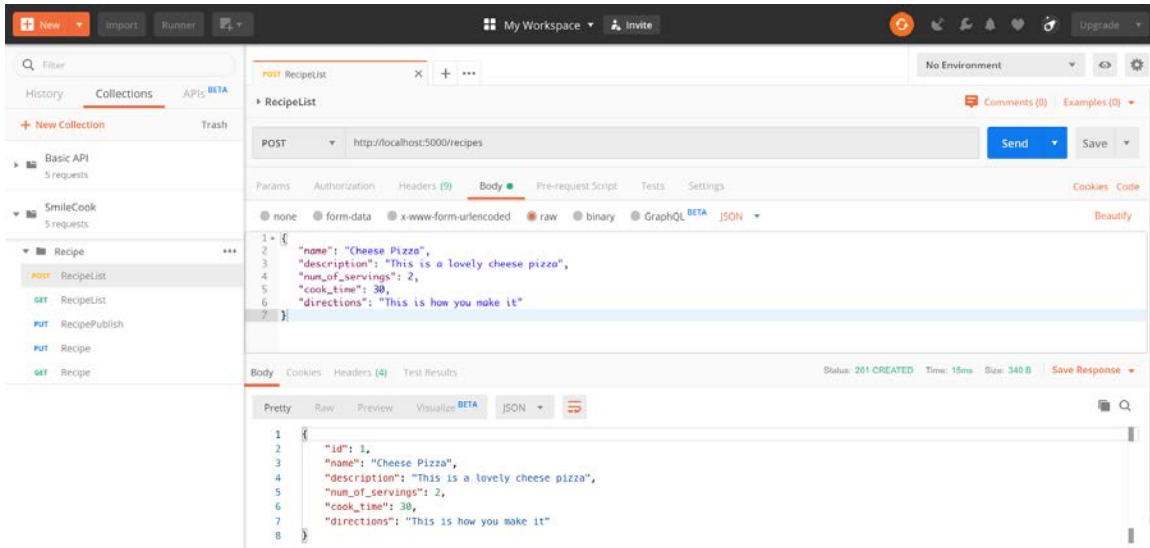 New Import Runner My Workspace Invite Upgrade
Filter
History Collections APIs BETA
+ New Collection Trash
Basic API
5 requests
SmileCook
5 requests
Recipe
POST RecipeList
GET RecipeList
PUT RecipePublish
PUT Recipe
GET Recipe
POST RecipeList No Environment
RecipeList Comments (0) Examples (0)
POST http://localhost:5000/recipes Send Save
Params Authorization Headers (9) Body Pre-request Script Tests Settings Cookies Code
none form-data x-www-form-urlencoded raw binary GraphQL BETA JSON Beautify
1 {
2 "name": "Cheese Pizza",
3 "description": "This is a lovely cheese pizza",
4 "num_of_servings": 2,
5 "cook_time": 30,
6 "directions": "This is how you make it"
7 }
Body Cookies Headers (4) Test Results Status: 201 CREATED Time: 15ms Size: 340 B Save Response
Pretty Raw Preview Visualize BETA JSON
1 {
2 "id": 1,
3 "name": "Cheese Pizza",
4 "description": "This is a lovely cheese pizza",
5 "num_of_servings": 2,
6 "cook_time": 30,
7 "directions": "This is how you make it"
8 }